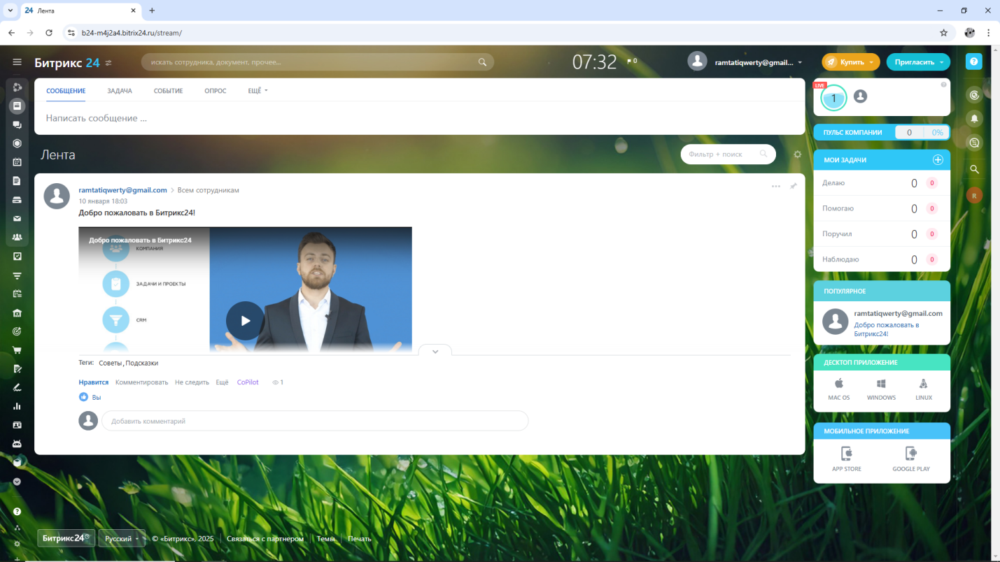 24 Лента
b24-m4j2a4.bitrix24.ru/stream/
Битрикс 24
искать сотрудника, документ, прочее...
07:32
0
ramtatiqwerty@gmail...
Купить
Пригласить
СООБЩЕНИЕ
ЗАДАЧА
СОБЫТИЕ
ОПРОС
ЕЩЁ
Написать сообщение ...
Лента
Фильтр + поиск
ramtatiqwerty@gmail.com > Всем сотрудникам
10 января 18:03
Добро пожаловать в Битрикс24!
Добро пожаловать в Битрикс24
КОМПАНИЯ
ЗАДАЧИ И ПРОЕКТЫ
CRM
Теги: Советы, Подсказки
Нравится Комментировать Не следить Ещё CoPilot 1
Вы
Добавить комментарий
LIVE
1
ПУЛЬС КОМПАНИИ 0 0%
МОИ ЗАДАЧИ
Делаю 0 0
Помогаю 0 0
Поручил 0 0
Наблюдаю 0 0
R
ПОПУЛЯРНОЕ
ramtatiqwerty@gmail.com
Добро пожаловать в
Битрикс24!
ДЕСКТОП ПРИЛОЖЕНИЕ
MAC OS WINDOWS LINUX
МОБИЛЬНОЕ ПРИЛОЖЕНИЕ
APP STORE GOOGLE PLAY
Битрикс24
Русский
© «Битрикс», 2025
Связаться с партнером
Темы
Печать